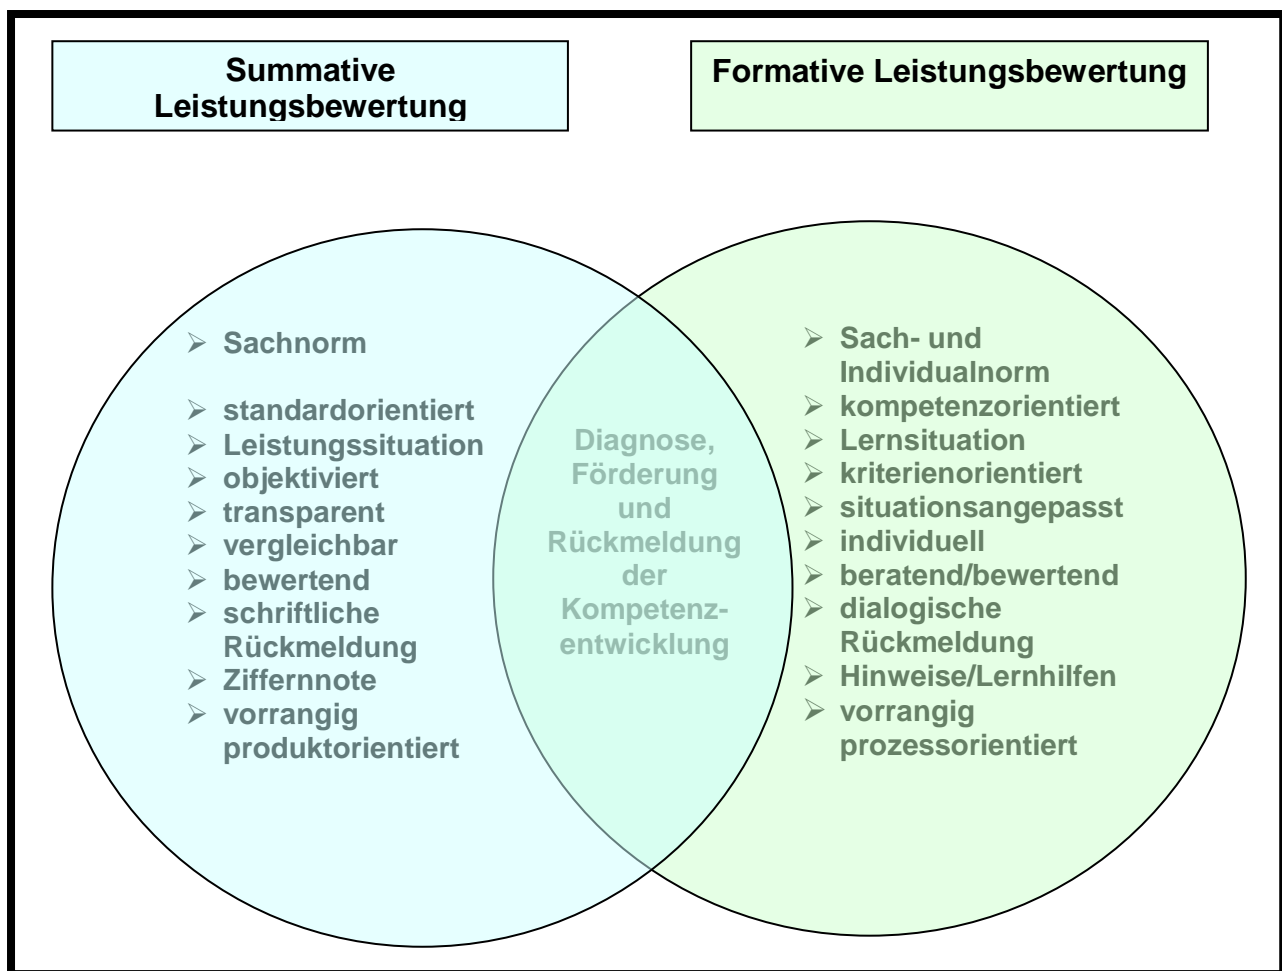 Summative
Leistungsbewertung
Formative Leistungsbewertung
➢ Sachnorm
➢ standardorientiert
➢ Leistungssituation
➢ objektiviert
➢ transparent
➢ vergleichbar
➢ bewertend
➢ schriftliche
Rückmeldung
➢ Ziffernnote
➢ vorrangig
produktorientiert
Diagnose,
Förderung
und
Rückmeldung
der
Kompetenz-
entwicklung
➢ Sach- und
Individualnorm
➢ kompetenzorientiert
➢ Lernsituation
➢ kriterienorientiert
➢ situationsangepasst
➢ individuell
➢ beratend/bewertend
➢ dialogische
Rückmeldung
➢ Hinweise/Lernhilfen
➢ vorrangig
prozessorientiert